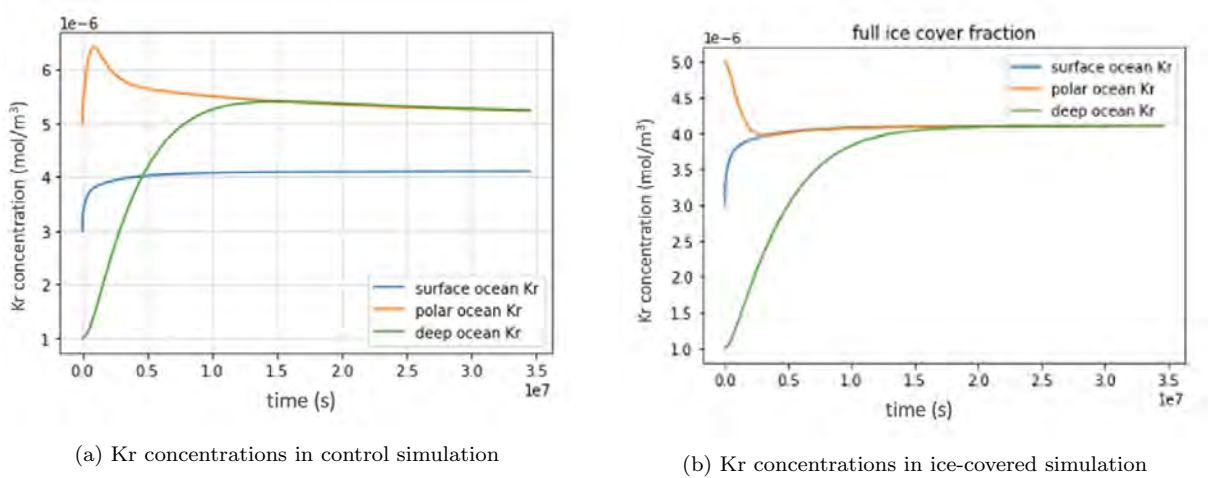 1e−6
6
5
4
3
2
1
Kr concentration (mol/m³)
surface ocean Kr
polar ocean Kr
deep ocean Kr
0.0 0.5 1.0 1.5 2.0 2.5 3.0 3.5
1e7
time (s)
(a) Kr concentrations in control simulation
full ice cover fraction
1e−6
5.0
4.5
4.0
3.5
3.0
2.5
2.0
1.5
1.0
Kr concentration (mol/m³)
surface ocean Kr
polar ocean Kr
deep ocean Kr
0.0 0.5 1.0 1.5 2.0 2.5 3.0 3.5
1e7
time (s)
(b) Kr concentrations in ice-covered simulation